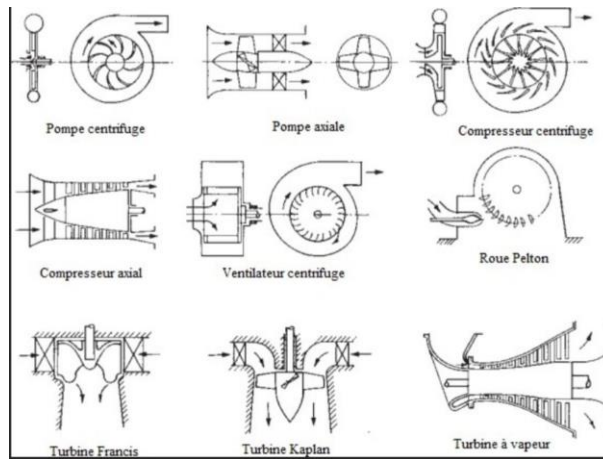 Pompe centrifuge
Pompe axiale
Compresseur centrifuge
Compresseur axial
Ventilateur centrifuge
Roue Pelton
Turbine Francis
Turbine Kaplan
Turbine à vapeur